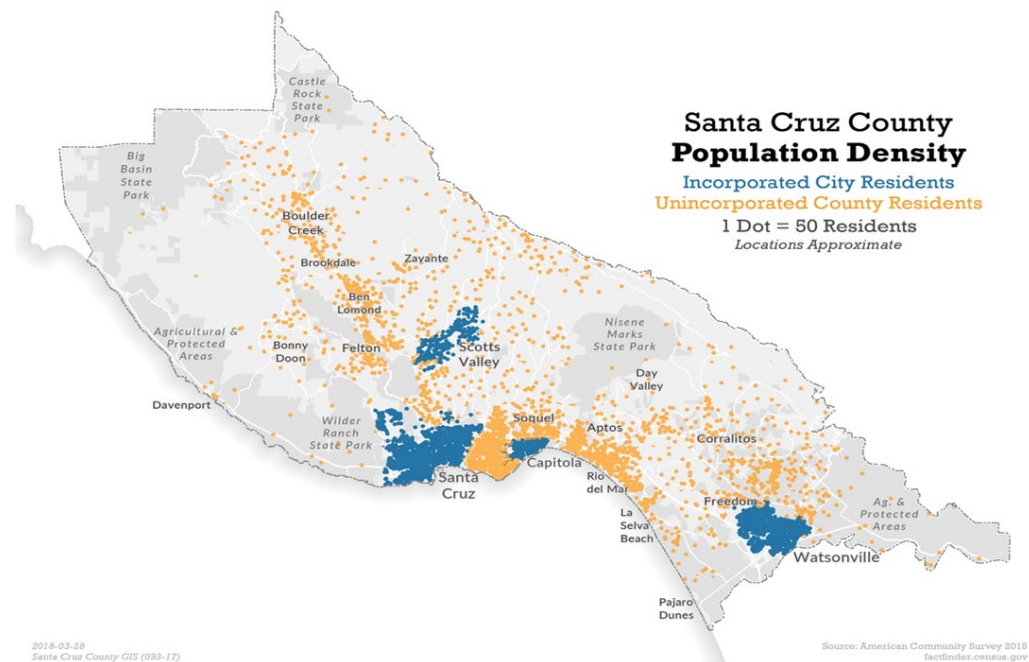 Santa Cruz County
Population Density
Incorporated City Residents
Unincorporated County Residents
1 Dot = 50 Residents
Locations Approximate
Castle
Rock
State
Park
Big
Basin
State
Park
Boulder
Creek
Brookdale
Zayante
Ben
Lomond
Agricultural &
Protected
Areas
Bonny
Doon
Felton
Scotts
Valley
Nisene
Marks
State Park
Day
Valley
Davenport
Wilder
Ranch
State Park
Soquel
Aptos
Corralitos
Santa
Cruz
Capitola
Rio
del Mar
Freedom
La
Selva
Beach
Ag. &
Protected
Areas
Watsonville
Pajaro
Dunes
2018-03-28
Santa Cruz County GIS (093-17)
Source: American Community Survey 2015
factfinder.census.gov